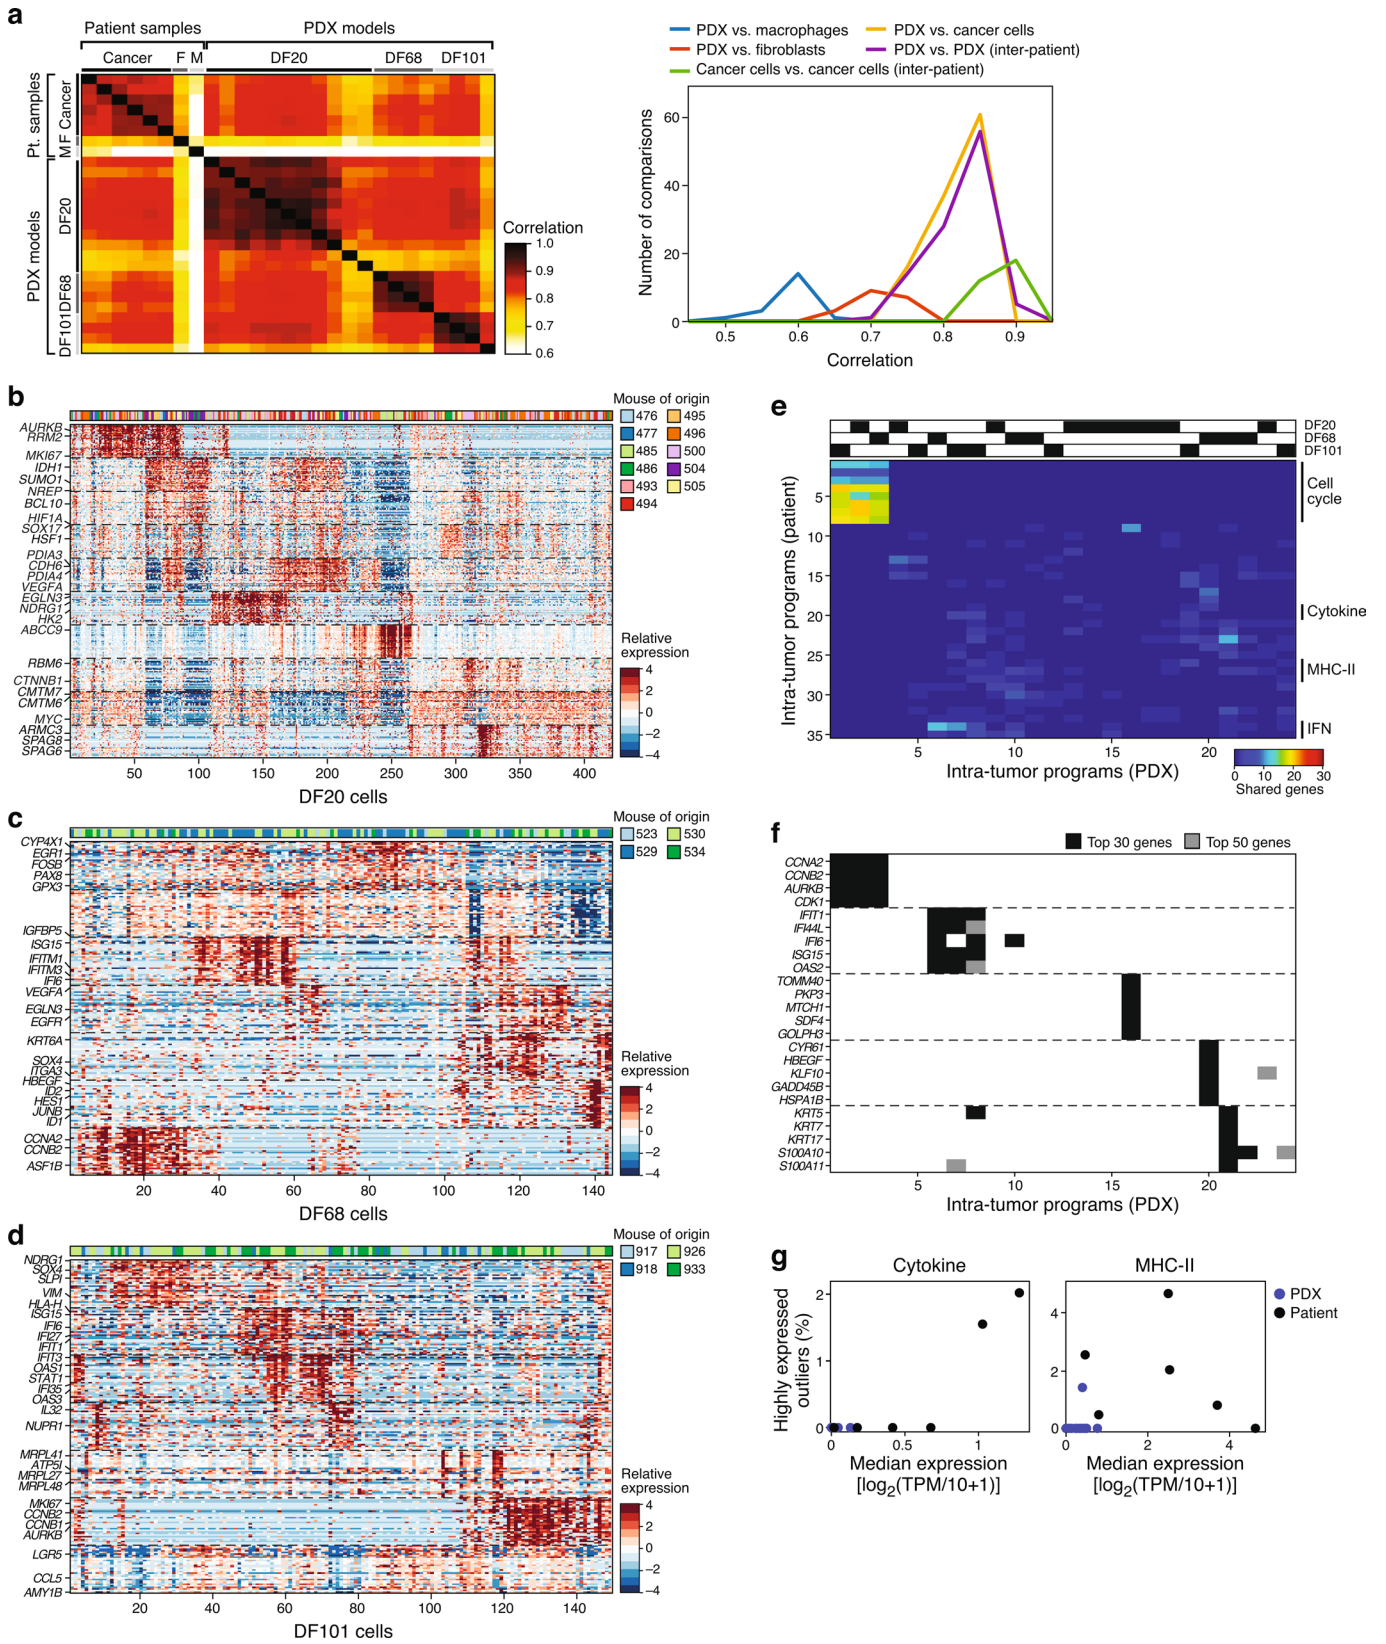 a
Patient samples
PDX models
Cancer
F
M
DF20
DF68
DF101
Pt. samples
PDX models
Cancer
F
M
DF20
DF68
DF101
Correlation
1.0
0.9
0.8
0.7
0.6
PDX vs. macrophages
PDX vs. fibroblasts
Cancer cells vs. cancer cells (inter-patient)
PDX vs. cancer cells
PDX vs. PDX (inter-patient)
Number of comparisons
60
40
20
0
0.5 0.6 0.7 0.8 0.9
Correlation
b
AURKB
RRM2
MKI67
IDH1
SUMO1
NREP
BCL10
HIF1A
SOX17
HSF1
PDIA3
CDH6
PDIA4
VEGFA
EGLN3
NDRG1
HK2
ABCC9
RBM6
CTNNB1
CMTM7
CMTM6
MYC
ARMC3
SPAG8
SPAG6
50 100 150 200 250 300 350 400
DF20 cells
Mouse of origin
476 495
477 496
485 500
486 504
493 505
494
Relative
expression
4
2
0
−2
−4
c
CYP4X1
EGR1
FOSB
PAX8
GPX3
IGFBP5
ISG15
IFITM1
IFITM3
IFI6
VEGFA
EGLN3
EGFR
KRT6A
SOX4
ITGA3
HBEGF
ID2
HES1
JUNB
ID1
CCNA2
CCNB2
ASF1B
20 40 60 80 100 120 140
DF68 cells
Mouse of origin
523 530
529 534
Relative
expression
4
2
0
−2
−4
d
NDRG1
SOX4
SLPI
VIM
HLA-H
ISG15
IFI6
IFI27
IFIT1
IFIT3
OAS1
STAT1
IFI35
OAS3
IL32
NUPR1
MRPL41
ATP5I
MRPL27
MRPL48
MKI67
CCNB2
CCNB1
AURKB
LGR5
CCL5
AMY1B
20 40 60 80 100 120 140
DF101 cells
Mouse of origin
917 926
918 933
Relative
expression
4
2
0
−2
−4
e
DF20
DF68
DF101
Intra-tumor programs (patient)
5
10
15
20
25
30
35
Cell
cycle
Cytokine
MHC-II
IFN
5 10 15 20
Intra-tumor programs (PDX)
0 10 20 30
Shared genes
f
Top 30 genes
Top 50 genes
CCNA2
CCNB2
AURKB
CDK1
IFIT1
IFI44L
IFI6
ISG15
OAS2
TOMM40
PKP3
MTCH1
SDF4
GOLPH3
CYR61
HBEGF
KLF10
GADD45B
HSPA1B
KRT5
KRT7
KRT17
S100A10
S100A11
5 10 15 20
Intra-tumor programs (PDX)
g
Cytokine
Highly expressed
outliers (%)
2
1
0
0 0.5 1
Median expression
[log2(TPM/10+1)]
MHC-II
4
2
0
0 2 4
Median expression
[log2(TPM/10+1)]
PDX
Patient